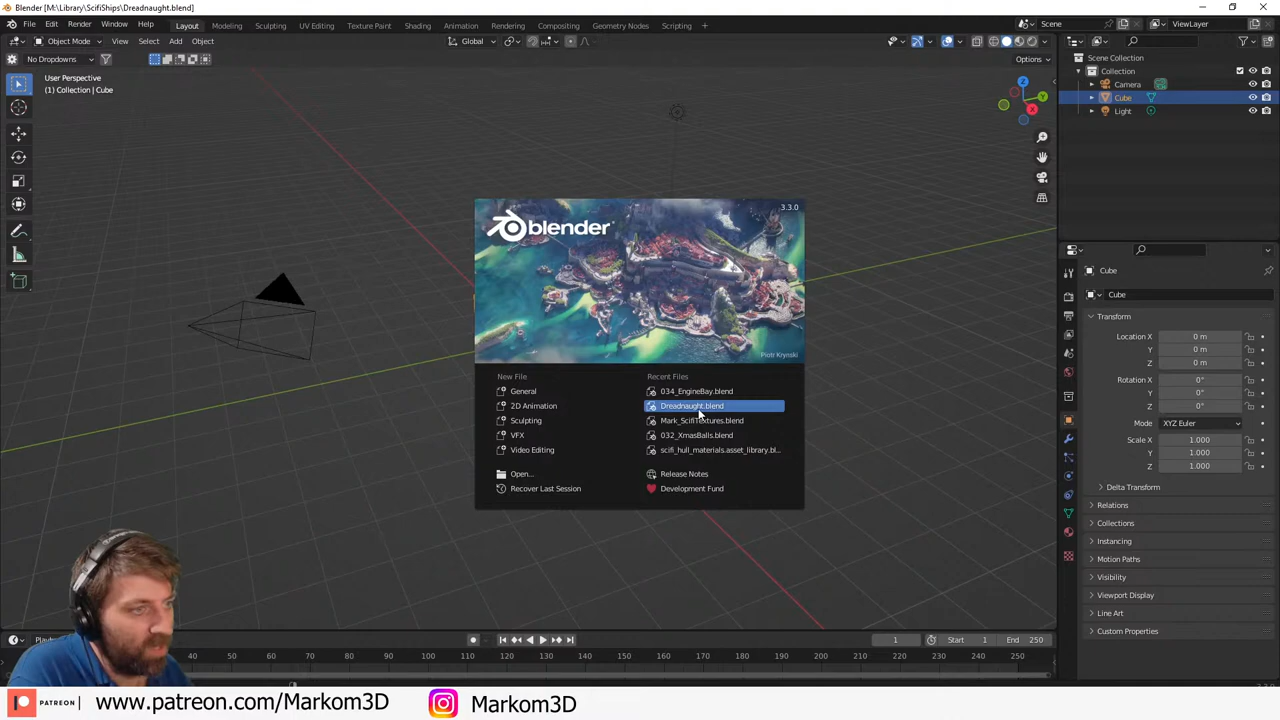 Blender [M:\Library\ScifiShips\Dreadnaught.blend]
File Edit Render Window Help Layout Modeling Sculpting UV Editing Texture Paint Shading Animation Rendering Compositing Geometry Nodes Scripting + Scene ViewLayer
Object Mode View Select Add Object Global
No Dropdowns Options
User Perspective
(1) Collection | Cube
Scene Collection
Collection
Camera
Cube
Light
Z
Y
X
3.3.0
blender
Piotr Krynski
New File
General
2D Animation
Sculpting
VFX
Video Editing
Open...
Recover Last Session
Recent Files
034_EngineBay.blend
Dreadnaught.blend
Mark_ScifiTextures.blend
032_XmasBalls.blend
scifi_hull_materials.asset_library.bl...
Release Notes
Development Fund
Cube
Cube
Transform
Location X 0 m
Y 0 m
Z 0 m
Rotation X 0°
Y 0°
Z 0°
Mode XYZ Euler
Scale X 1.000
Y 1.000
Z 1.000
Delta Transform
Relations
Collections
Instancing
Motion Paths
Visibility
Viewport Display
Line Art
Custom Properties
1 Start 1 End 250
40 50 60 70 80 90 100 110 120 130 140 150 160 170 180 190 200 210 220 230 240 250
PATREON www.patreon.com/Markom3D Markom3D